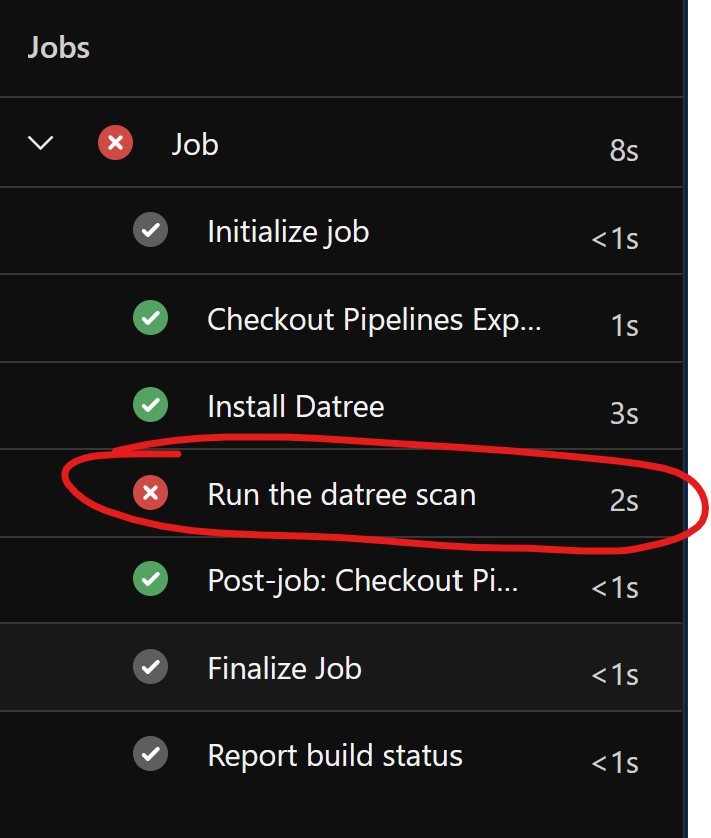 Jobs
Job 8s
Initialize job <1s
Checkout Pipelines Exp... 1s
Install Datree 3s
Run the datree scan 2s
Post-job: Checkout Pi... <1s
Finalize Job <1s
Report build status <1s